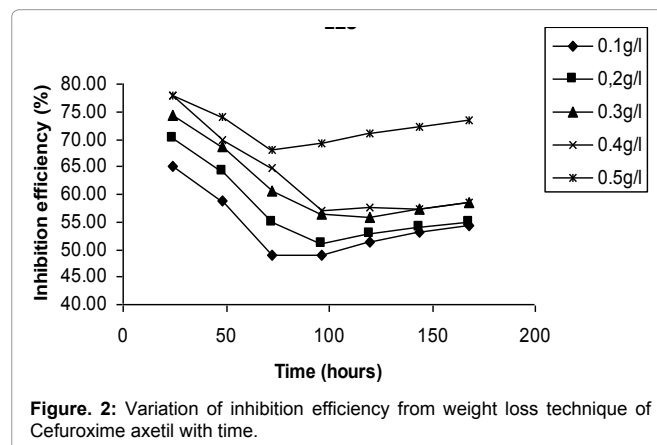 0.1g/l
0,2g/l
0.3g/l
0.4g/l
0.5g/l
Inhibition efficiency (%)
80.00
75.00
70.00
65.00
60.00
55.00
50.00
45.00
40.00
0 50 100 150 200
Time (hours)
Figure. 2: Variation of inhibition efficiency from weight loss technique of
Cefuroxime axetil with time.